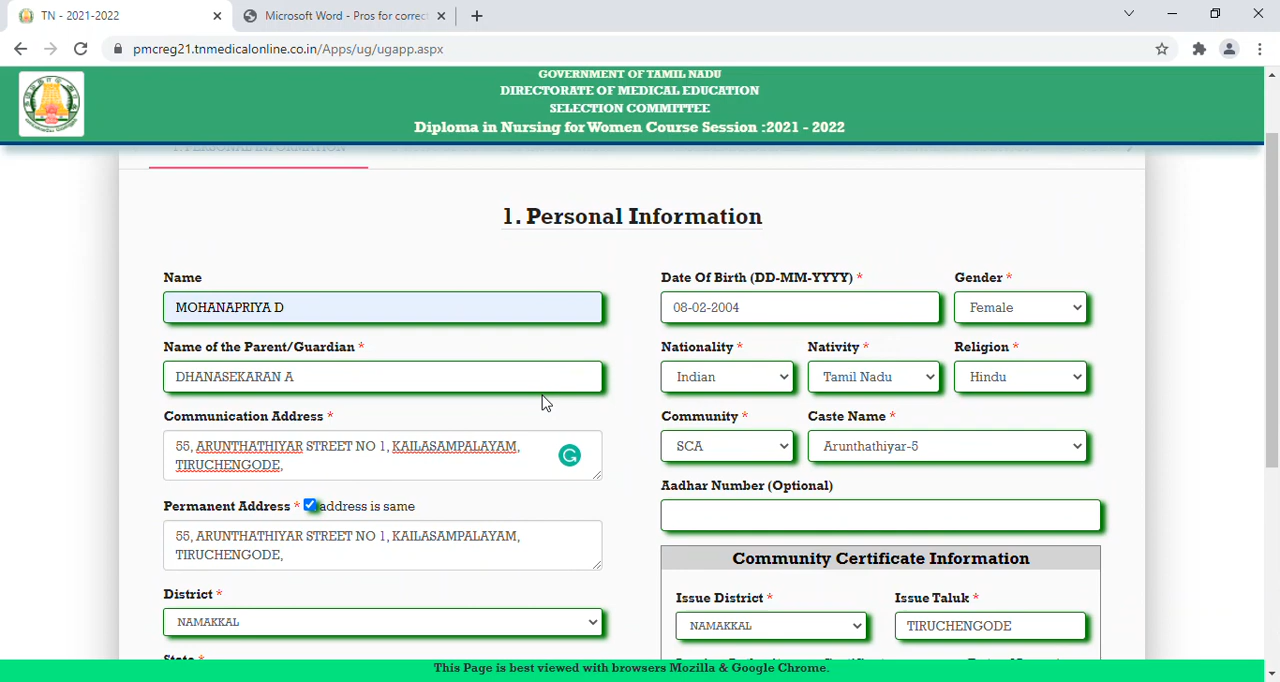 TN - 2021-2022
Microsoft Word - Pros for correc
pmcreg21.tnmedicalonline.co.in/Apps/ug/ugapp.aspx
GOVERNMENT OF TAMIL NADU
DIRECTORATE OF MEDICAL EDUCATION
SELECTION COMMITTEE
Diploma in Nursing for Women Course Session :2021 - 2022
1. PERSONAL INFORMATION
1. Personal Information
Name
MOHANAPRIYA D
Name of the Parent/Guardian *
DHANASEKARAN A
Communication Address *
55, ARUNTHATHIYAR STREET NO 1, KAILASAMPALAYAM,
TIRUCHENGODE,
Permanent Address * address is same
55, ARUNTHATHIYAR STREET NO 1, KAILASAMPALAYAM,
TIRUCHENGODE,
District *
NAMAKKAL
State *
Date Of Birth (DD-MM-YYYY) *
08-02-2004
Gender *
Female
Nationality *
Indian
Nativity *
Tamil Nadu
Religion *
Hindu
Community *
SCA
Caste Name *
Arunthathiyar-5
Aadhar Number (Optional)
Community Certificate Information
Issue District *
NAMAKKAL
Issue Taluk *
TIRUCHENGODE
This Page is best viewed with browsers Mozilla & Google Chrome.